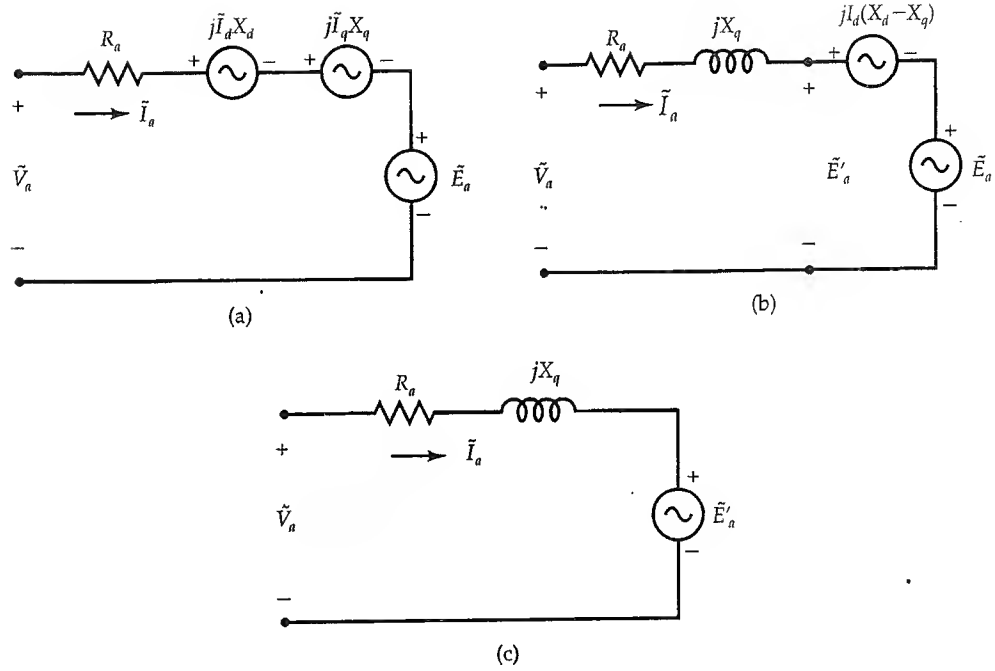 R_a
jĨ_dX_d
jĨ_qX_q
+ − + −
+
Ĩ_a
+
Ṽ_a
Ẽ_a
−
−
(a)
R_a
jX_q
jI_d(X_d−X_q)
+ −
+
Ĩ_a
+
+
Ṽ_a
Ẽ'_a
Ẽ_a
−
−
−
(b)
R_a
jX_q
+
Ĩ_a
+
Ṽ_a
Ẽ'_a
−
−
(c)